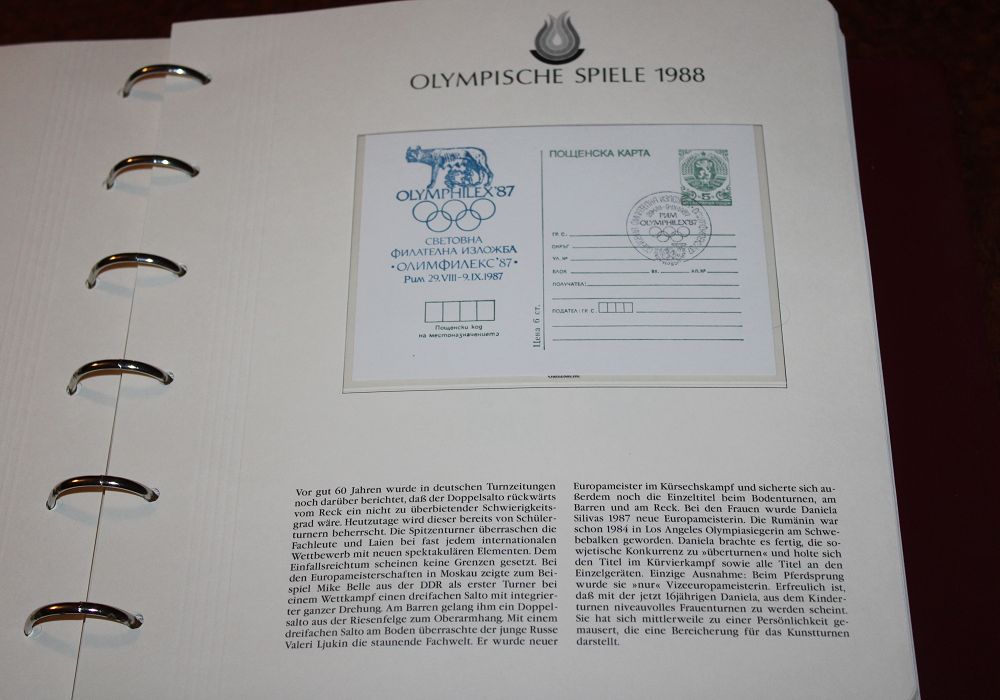 OLYMPISCHE SPIELE 1988
OLYMPHILEX'87
СВЕТОВНА
ФИЛАТЕЛНА ИЗЛОЖБА
•ОЛИМФИЛЕКС'87•
Рим 29.VIII-9.IX.1987
Пощенски код
на местоназначението
Цена 6 ст.
ПОЩЕНСКА КАРТА
5
РИМ
OLYMPHILEX'87
ГР. С.
ОКРЪГ
УЛ. №
БЛОК ВХ. АП.№
ПОЛУЧАТЕЛ:
ПОДАТЕЛ: ГР. С.
Vor gut 60 Jahren wurde in deutschen Turnzeitungen
noch darüber berichtet, daß der Doppelsalto rückwärts
vom Reck ein nicht zu überbietender Schwierigkeits-
grad wäre. Heutzutage wird dieser bereits von Schüler-
turnern beherrscht. Die Spitzenturner überraschen die
Fachleute und Laien bei fast jedem internationalen
Wettbewerb mit neuen spektakulären Elementen. Dem
Einfallsreichtum scheinen keine Grenzen gesetzt. Bei
den Europameisterschaften in Moskau zeigte zum Bei-
spiel Mike Belle aus der DDR als erster Turner bei
einem Wettkampf einen dreifachen Salto mit integrier-
ter ganzer Drehung. Am Barren gelang ihm ein Doppel-
salto aus der Riesenfelge zum Oberarmhang. Mit einem
dreifachen Salto am Boden überraschte der junge Russe
Valeri Ljukin die staunende Fachwelt. Er wurde neuer
Europameister im Kürsechskampf und sicherte sich au-
ßerdem noch die Einzeltitel beim Bodenturnen, am
Barren und am Reck. Bei den Frauen wurde Daniela
Silivas 1987 neue Europameisterin. Die Rumänin war
schon 1984 in Los Angeles Olympiasiegerin am Schwe-
bebalken geworden. Daniela brachte es fertig, die so-
wjetische Konkurrenz zu »überturnen« und holte sich
den Titel im Kürvierkampf sowie alle Titel an den
Einzelgeräten. Einzige Ausnahme: Beim Pferdsprung
wurde sie »nur« Vizeeuropameisterin. Erfreulich ist,
daß mit der jetzt 16jährigen Daniela, aus dem Kinder-
turnen niveauvolles Frauenturnen zu werden scheint.
Sie hat sich mittlerweile zu einer Persönlichkeit ge-
mausert, die eine Bereicherung für das Kunstturnen
darstellt.